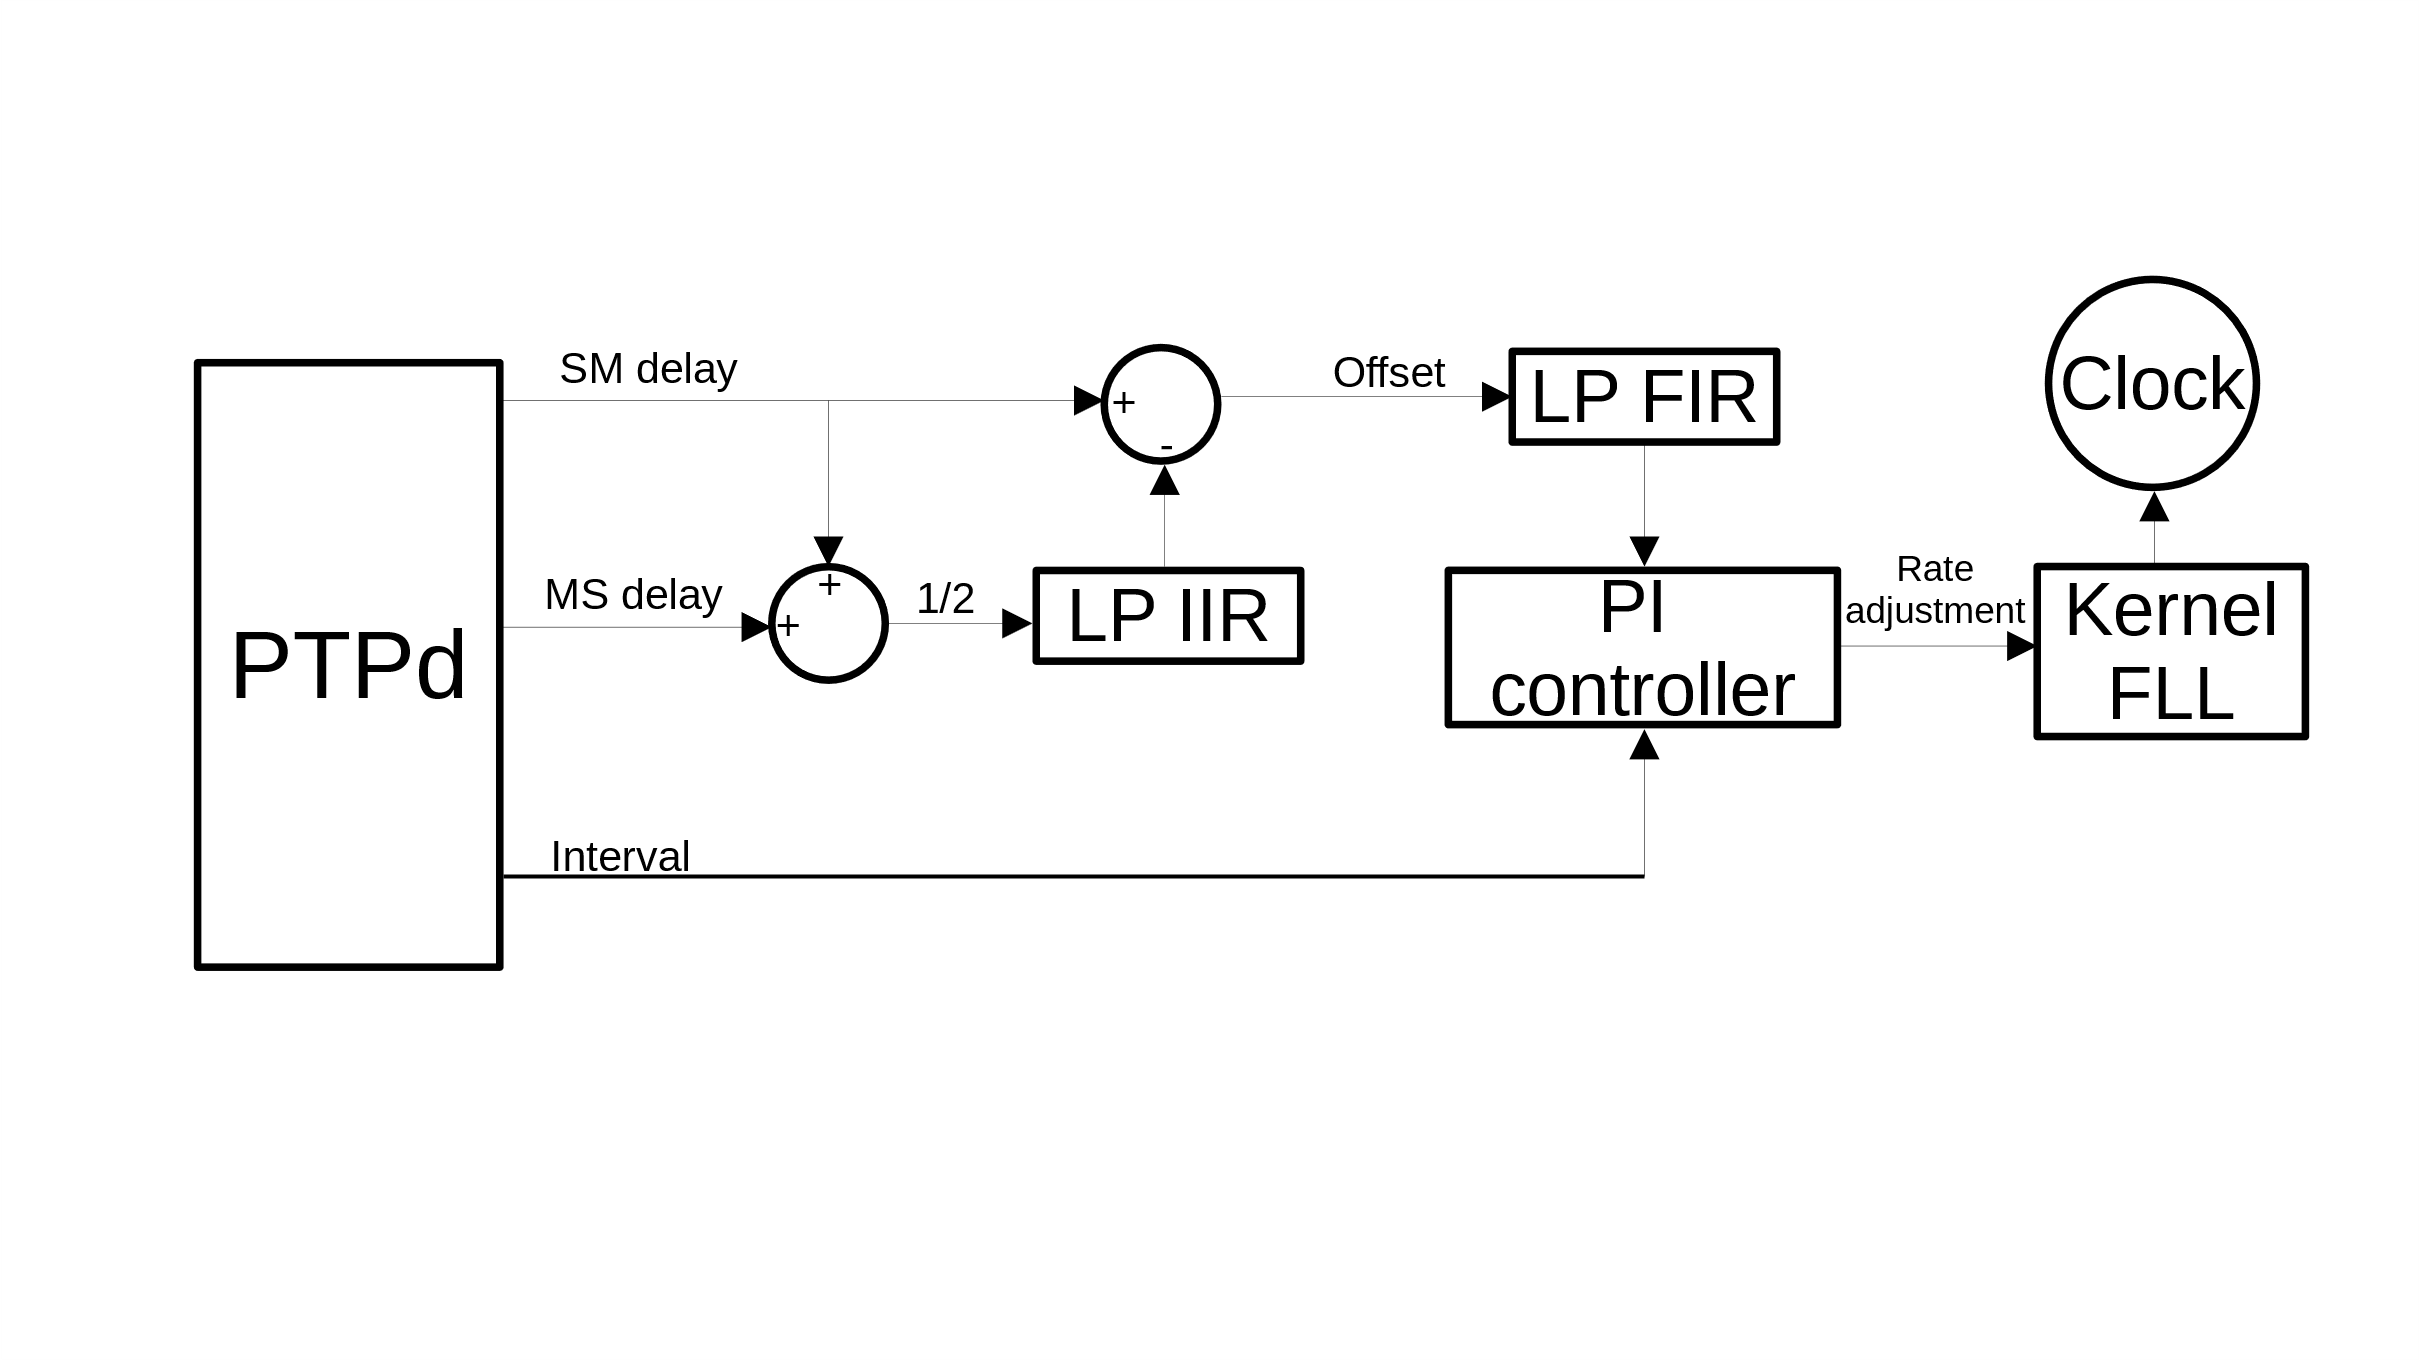 SM delay
+
-
Offset
LP FIR
Clock
PTPd
MS delay
+
+
1/2
LP IIR
PI
controller
Rate
adjustment
Kernel
FLL
Interval